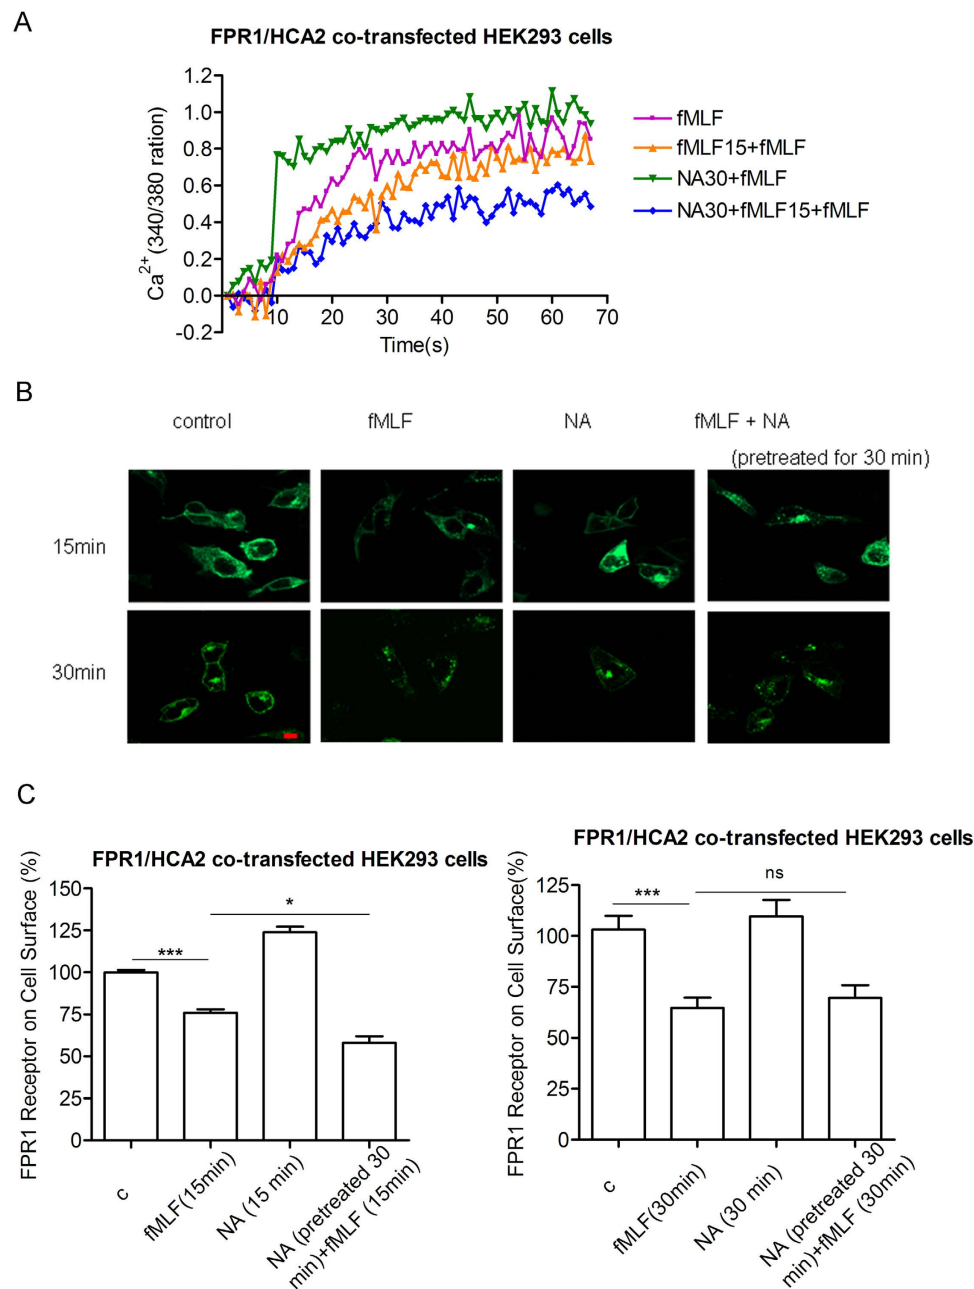 A
FPR1/HCA2 co-transfected HEK293 cells
Ca2+ (340/380 ration)
1.2
1.0
0.8
0.6
0.4
0.2
0.0
-0.2
10
20
30
40
50
60
70
Time(s)
fMLF
fMLF15+fMLF
NA30+fMLF
NA30+fMLF15+fMLF
B
control
fMLF
NA
fMLF + NA
(pretreated for 30 min)
15min
30min
C
FPR1/HCA2 co-transfected HEK293 cells
FPR1 Receptor on Cell Surface (%)
150
125
100
75
50
25
0
***
*
c
fMLF(15min)
NA (15 min)
NA (pretreated 30
min)+fMLF (15min)
FPR1/HCA2 co-transfected HEK293 cells
FPR1 Receptor on Cell Surface(%)
125
100
75
50
25
0
***
ns
c
fMLF(30min)
NA (30 min)
NA (pretreated 30
min)+fMLF (30min)